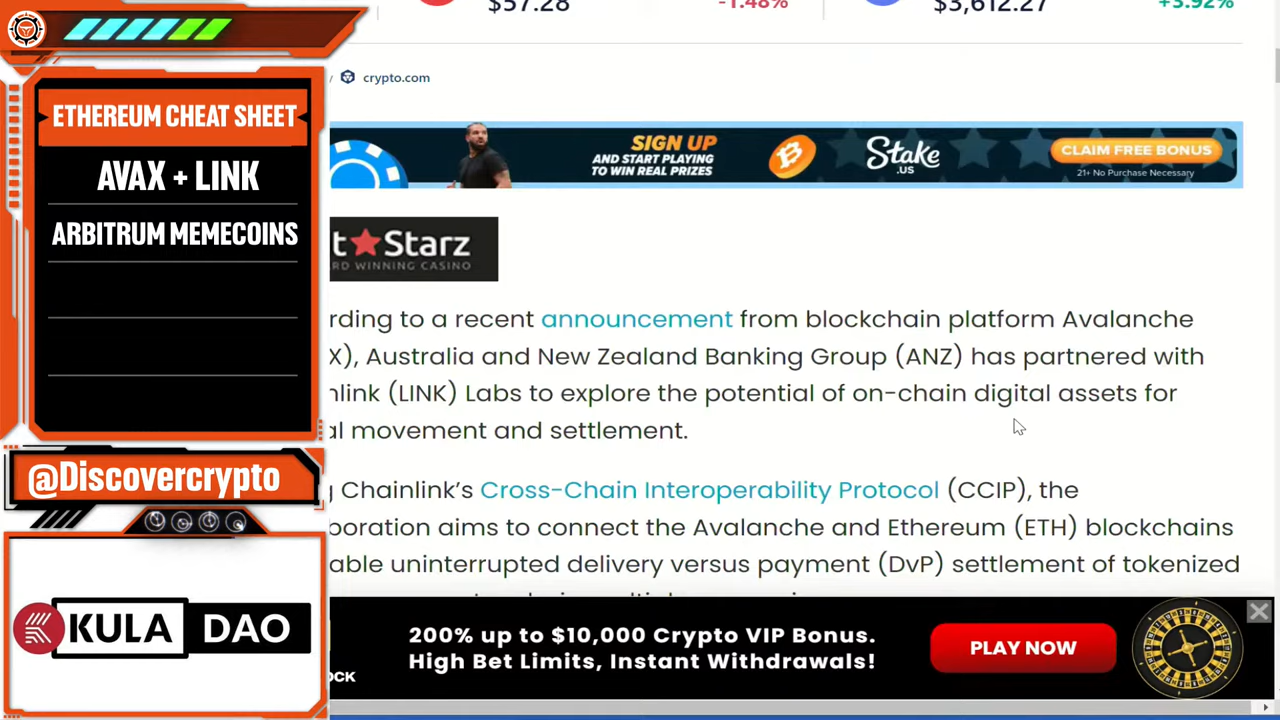 $57.28
-1.48%
$3,612.27
+3.92%
crypto.com
ETHEREUM CHEAT SHEET
AVAX + LINK
ARBITRUM MEMECOINS
SIGN UP
AND START PLAYING
TO WIN REAL PRIZES
Stake
.US
CLAIM FREE BONUS
21+ No Purchase Necessary
t Starz
RD WINNING CASINO
rding to a recent announcement from blockchain platform Avalanche
X), Australia and New Zealand Banking Group (ANZ) has partnered with
nlink (LINK) Labs to explore the potential of on-chain digital assets for
al movement and settlement.
g Chainlink's Cross-Chain Interoperability Protocol (CCIP), the
boration aims to connect the Avalanche and Ethereum (ETH) blockchains
able uninterrupted delivery versus payment (DvP) settlement of tokenized
@Discovercrypto
KULA DAO
OCK
200% up to $10,000 Crypto VIP Bonus.
High Bet Limits, Instant Withdrawals!
PLAY NOW